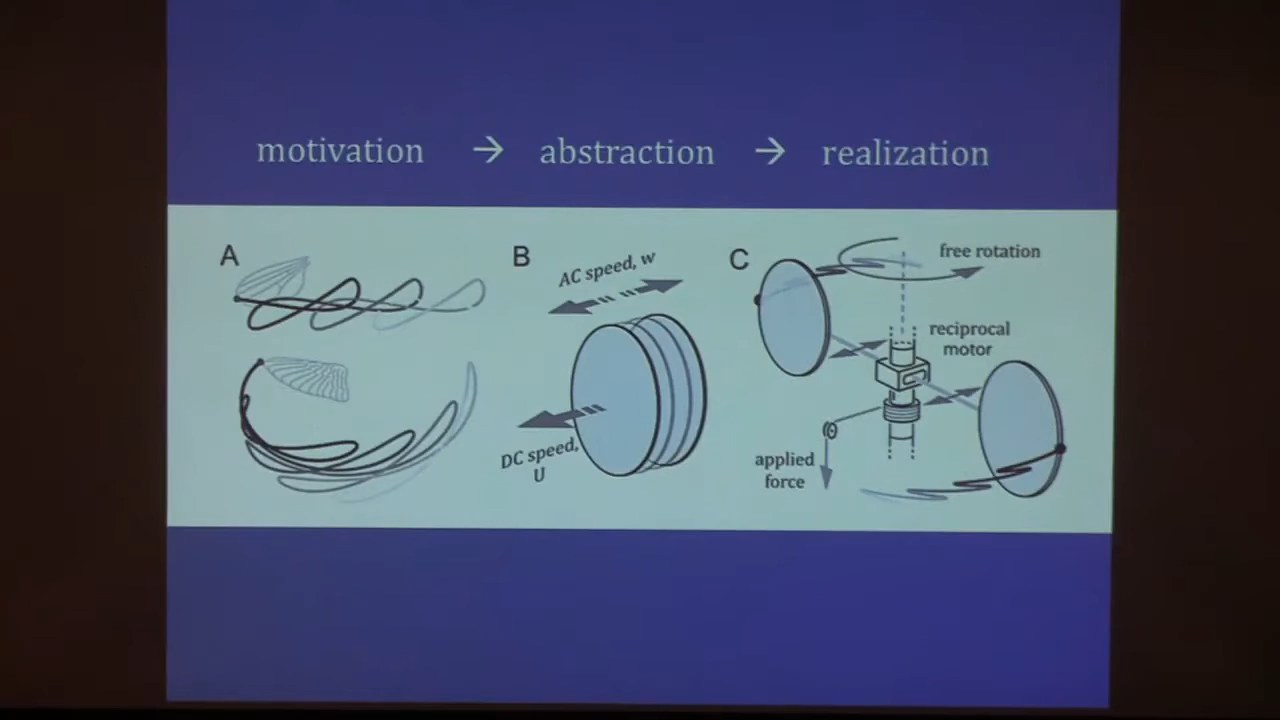 motivation → abstraction → realization
A
B
AC speed, w
DC speed,
U
C
free rotation
reciprocal
motor
applied
force